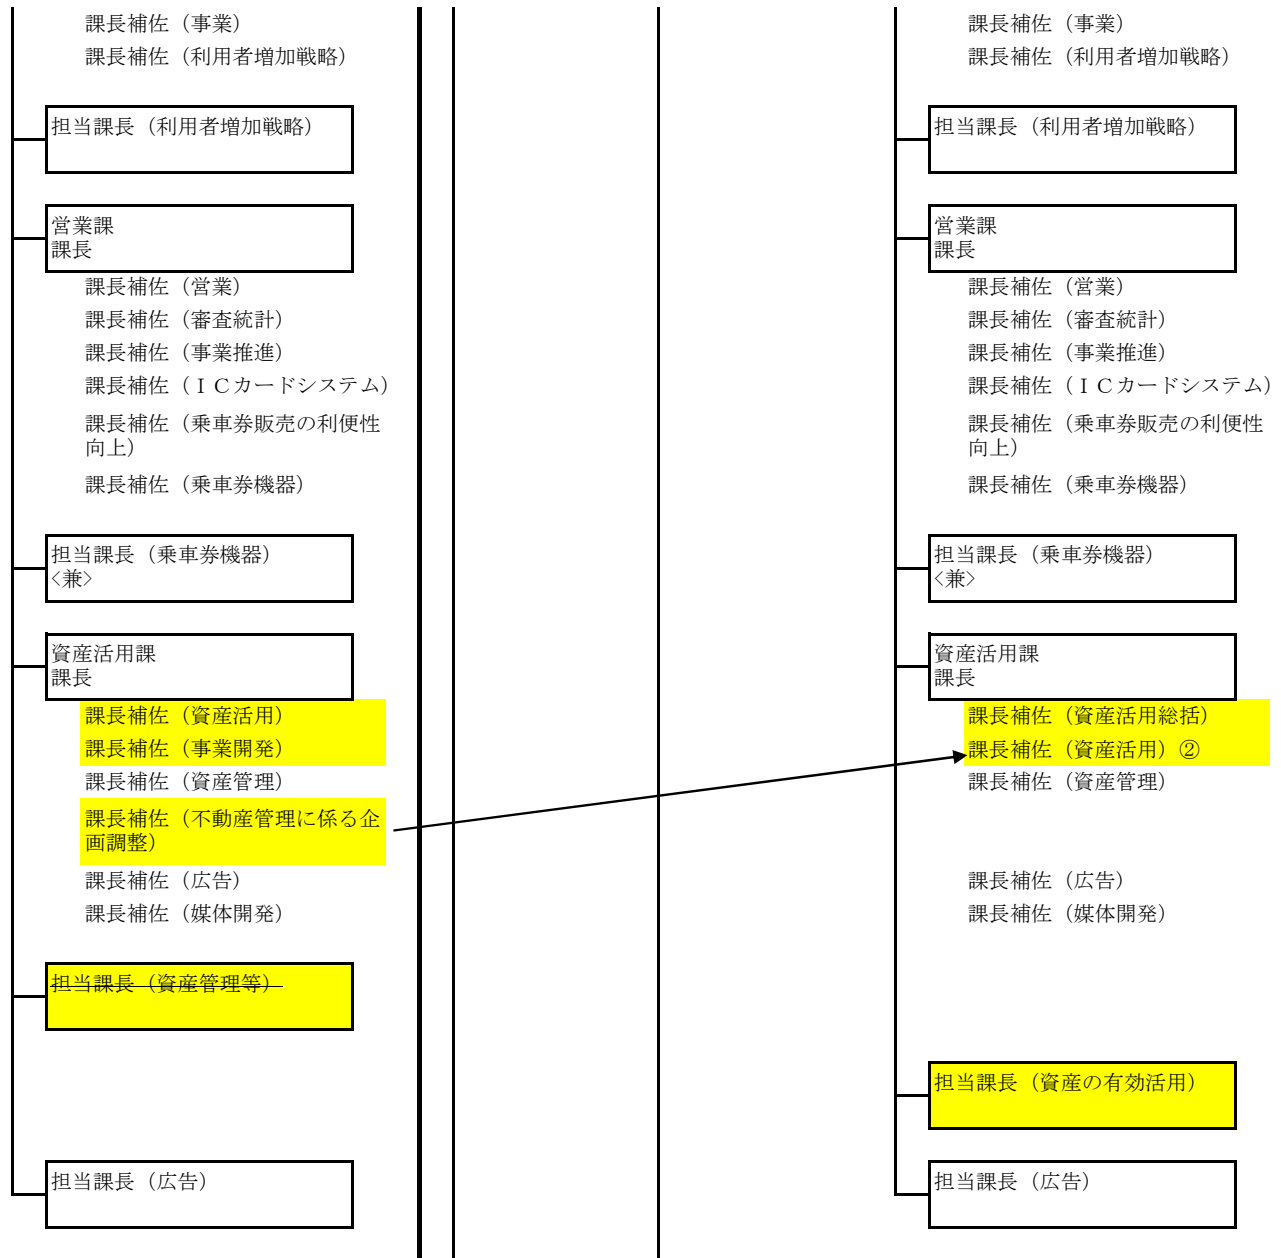 課長補佐（事業）
課長補佐（利用者増加戦略）
担当課長（利用者増加戦略）
営業課
課長
課長補佐（営業）
課長補佐（審査統計）
課長補佐（事業推進）
課長補佐（ＩＣカードシステム）
課長補佐（乗車券販売の利便性
向上）
課長補佐（乗車券機器）
担当課長（乗車券機器）
<兼>
資産活用課
課長
課長補佐（資産活用）
課長補佐（事業開発）
課長補佐（資産管理）
課長補佐（不動産管理に係る企
画調整）
課長補佐（広告）
課長補佐（媒体開発）
担当課長（資産管理等）
担当課長（広告）
課長補佐（事業）
課長補佐（利用者増加戦略）
担当課長（利用者増加戦略）
営業課
課長
課長補佐（営業）
課長補佐（審査統計）
課長補佐（事業推進）
課長補佐（ＩＣカードシステム）
課長補佐（乗車券販売の利便性
向上）
課長補佐（乗車券機器）
担当課長（乗車券機器）
<兼>
資産活用課
課長
課長補佐（資産活用総括）
課長補佐（資産活用）②
課長補佐（資産管理）
課長補佐（広告）
課長補佐（媒体開発）
担当課長（資産の有効活用）
担当課長（広告）